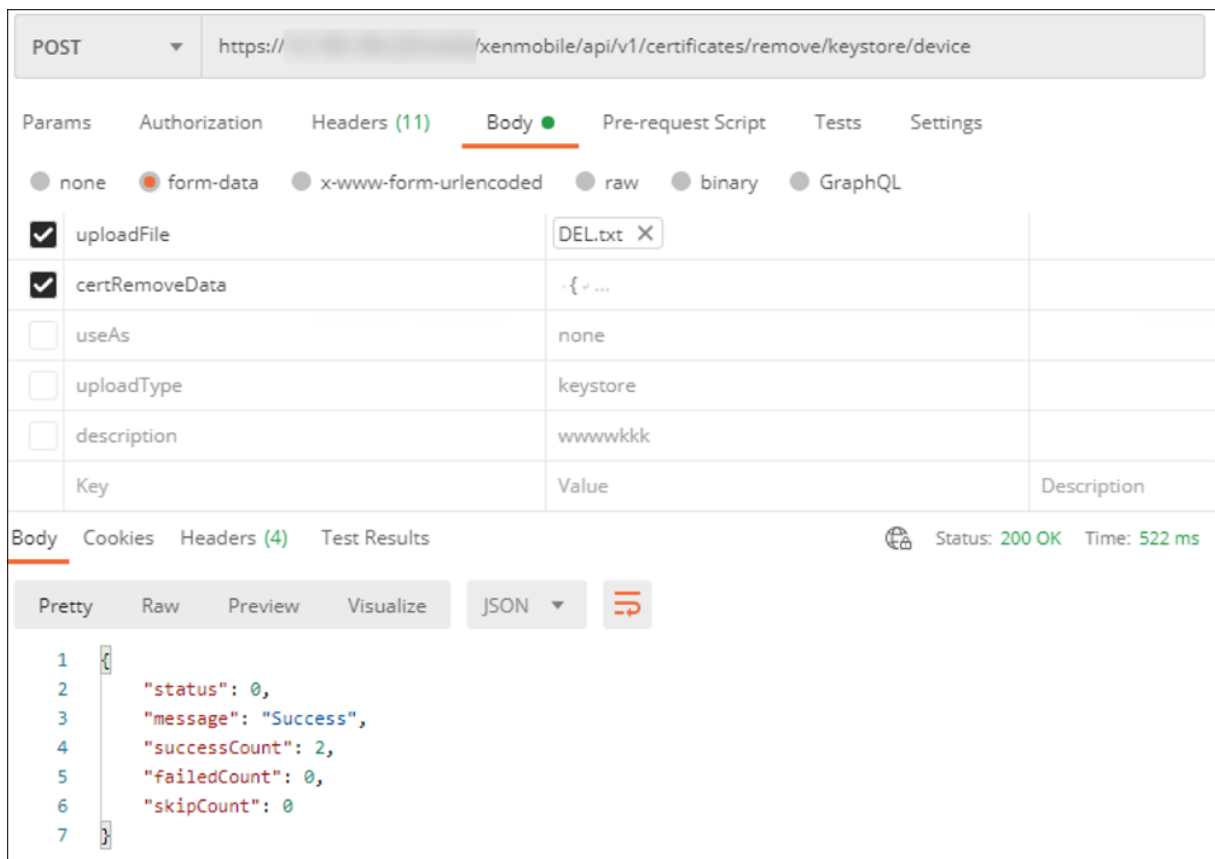 POST https:// /xenmobile/api/v1/certificates/remove/keystore/device
Params Authorization Headers (11) Body Pre-request Script Tests Settings
none form-data x-www-form-urlencoded raw binary GraphQL
uploadFile DEL.txt X
certRemoveData { ...
useAs none
uploadType keystore
description wwwwkkk
Key Value Description
Body Cookies Headers (4) Test Results Status: 200 OK Time: 522 ms
Pretty Raw Preview Visualize JSON
1 {
2 "status": 0,
3 "message": "Success",
4 "successCount": 2,
5 "failedCount": 0,
6 "skipCount": 0
7 }